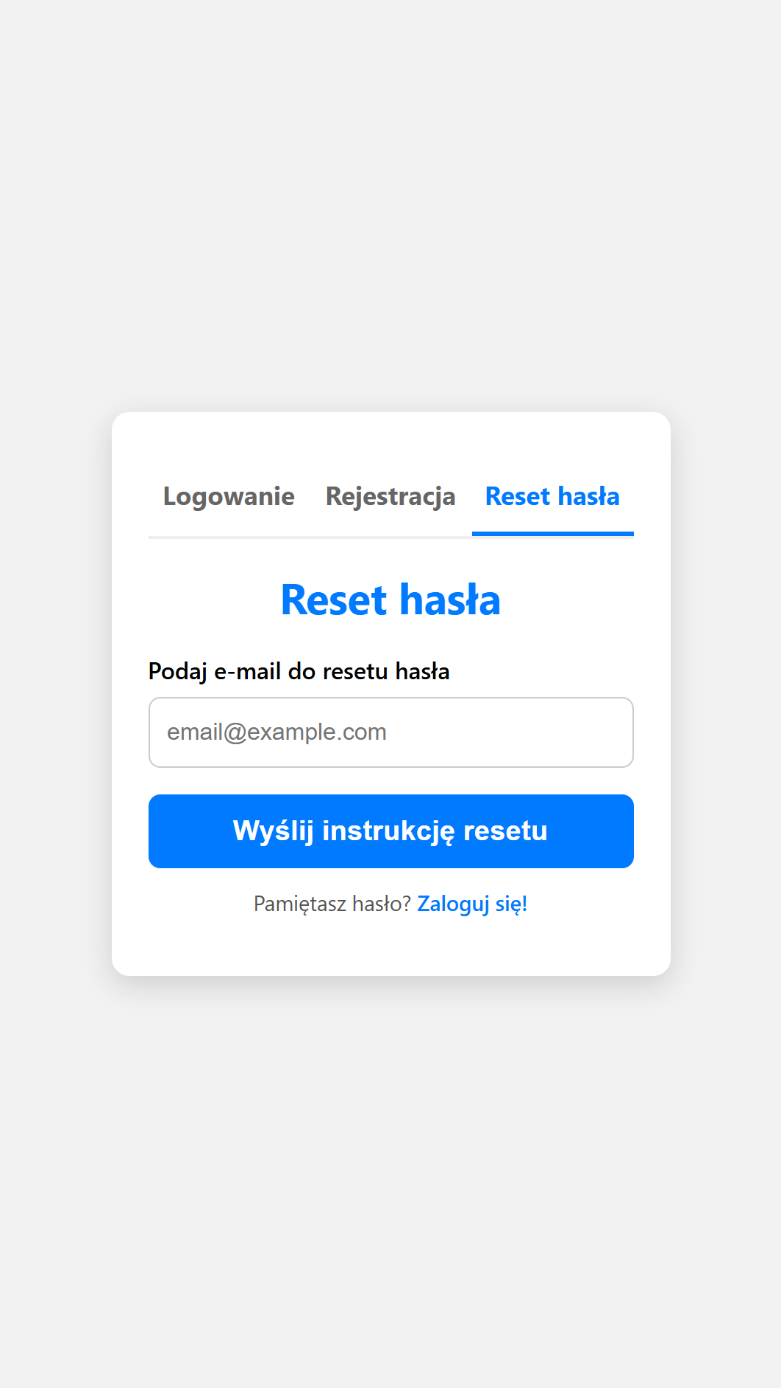 Logowanie Rejestracja Reset hasła
Reset hasła
Podaj e-mail do resetu hasła
email@example.com
Wyślij instrukcję resetu
Pamiętasz hasło? Zaloguj się!